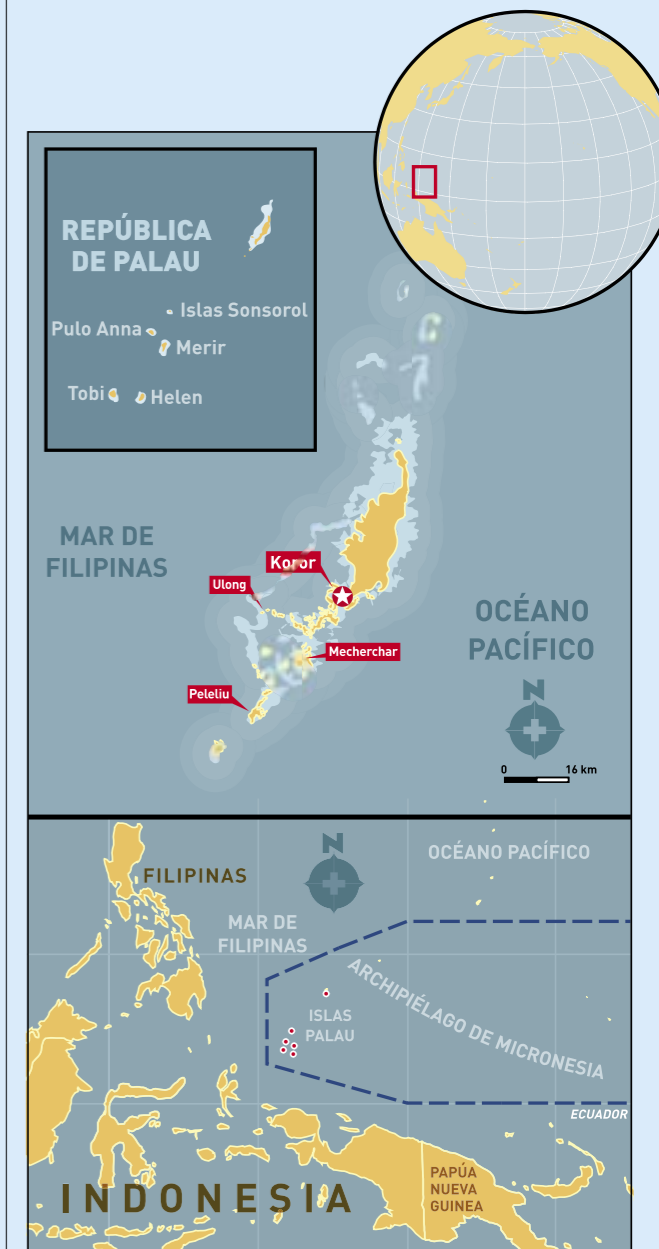 REPÚBLICA
DE PALAU
Islas Sonsorol
Pulo Anna
Merir
Tobi
Helen
MAR DE
FILIPINAS
Koror
Ulong
OCÉANO
PACÍFICO
Mecherchar
Peleliu
N
0 16 km
N
OCÉANO PACÍFICO
FILIPINAS
MAR DE
FILIPINAS
ARCHIPIÉLAGO DE MICRONESIA
ISLAS
PALAU
ECUADOR
INDONESIA
PAPÚA
NUEVA
GUINEA